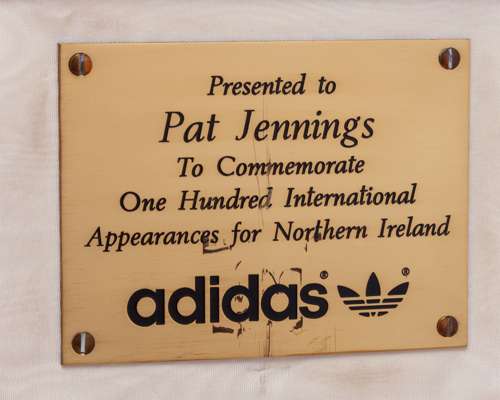 Presented to
Pat Jennings
To Commemorate
One Hundred International
Appearances for Northern Ireland
adidas® ®